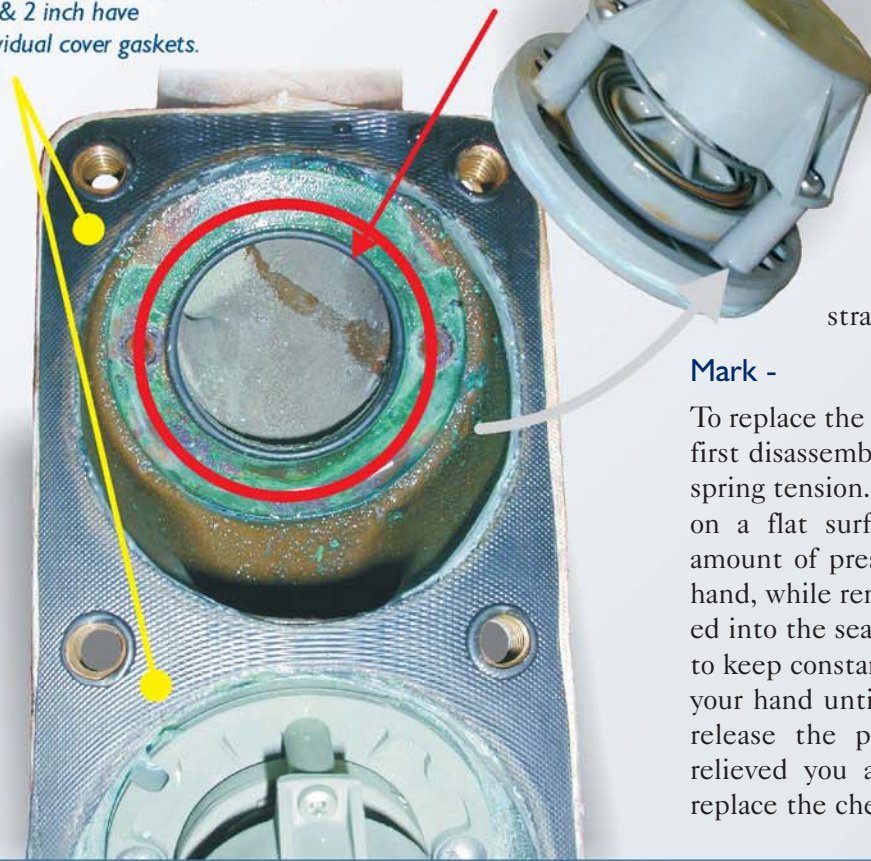 & 2 inch have
vidual cover gaskets.
stra
Mark -
To replace the
first disassemb
spring tension.
on a flat surf
amount of pres
hand, while ren
ed into the sea
to keep constan
your hand unti
release the p
relieved you a
replace the che